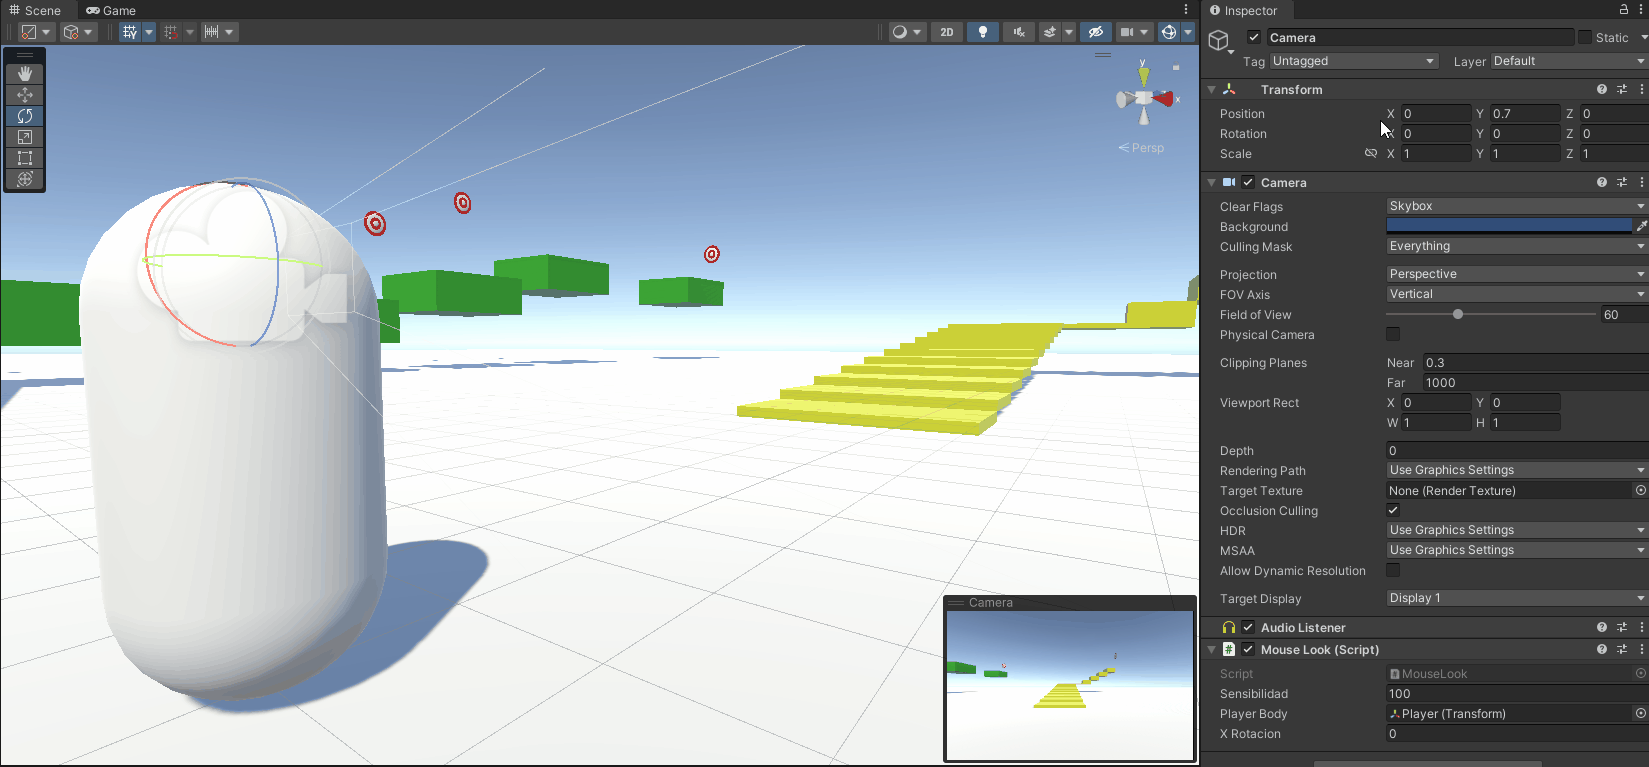 Scene
Game
2D
y
x
Persp
Camera
Inspector
Camera
Static
Tag Untagged Layer Default
Transform
Position X 0 Y 0.7 Z 0
Rotation X 0 Y 0 Z 0
Scale X 1 Y 1 Z 1
Camera
Clear Flags Skybox
Background
Culling Mask Everything
Projection Perspective
FOV Axis Vertical
Field of View 60
Physical Camera
Clipping Planes Near 0.3
Far 1000
Viewport Rect X 0 Y 0
W 1 H 1
Depth 0
Rendering Path Use Graphics Settings
Target Texture None (Render Texture)
Occlusion Culling
HDR Use Graphics Settings
MSAA Use Graphics Settings
Allow Dynamic Resolution
Target Display Display 1
Audio Listener
# Mouse Look (Script)
Script MouseLook
Sensibilidad 100
Player Body Player (Transform)
X Rotacion 0